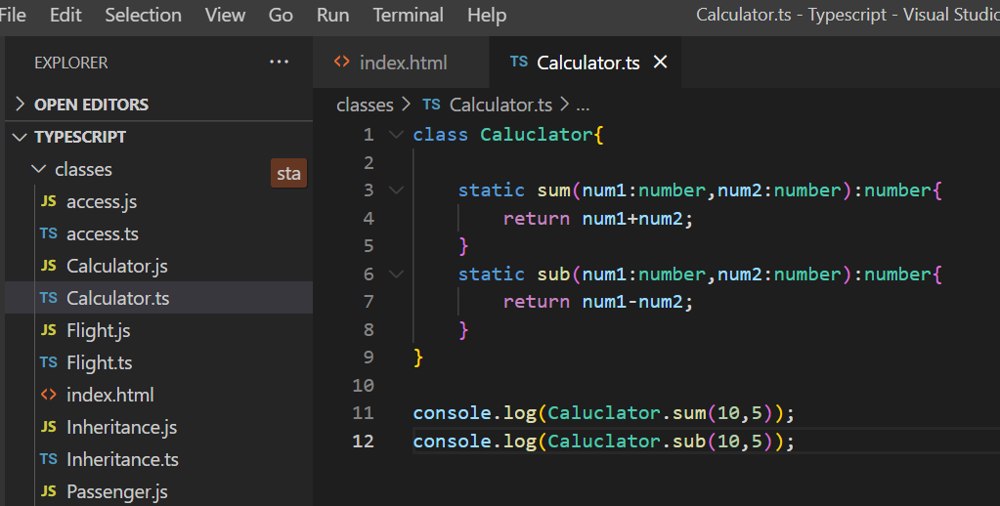 File Edit Selection View Go Run Terminal Help Calculator.ts - Typescript - Visual Studio
EXPLORER ...
OPEN EDITORS
TYPESCRIPT
classes
sta
JS access.js
TS access.ts
JS Calculator.js
TS Calculator.ts
JS Flight.js
TS Flight.ts
<> index.html
JS Inheritance.js
TS Inheritance.ts
JS Passenger.js
<> index.html TS Calculator.ts ×
classes > TS Calculator.ts > ...
1 class Caluclator{
2
3 static sum(num1:number,num2:number):number{
4 return num1+num2;
5 }
6 static sub(num1:number,num2:number):number{
7 return num1-num2;
8 }
9 }
10
11 console.log(Caluclator.sum(10,5));
12 console.log(Caluclator.sub(10,5));